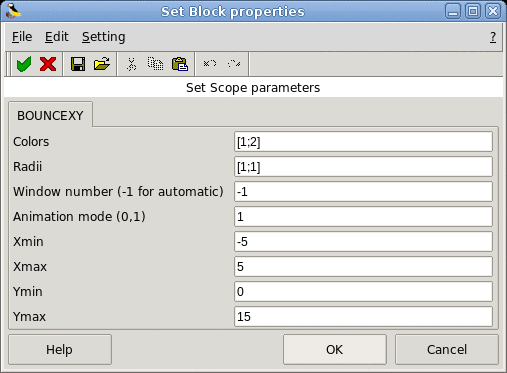 Set Block properties
File Edit Setting ?
Set Scope parameters
BOUNCEXY
Colors [1;2]
Radii [1;1]
Window number (-1 for automatic) -1
Animation mode (0,1) 1
Xmin -5
Xmax 5
Ymin 0
Ymax 15
Help OK Cancel